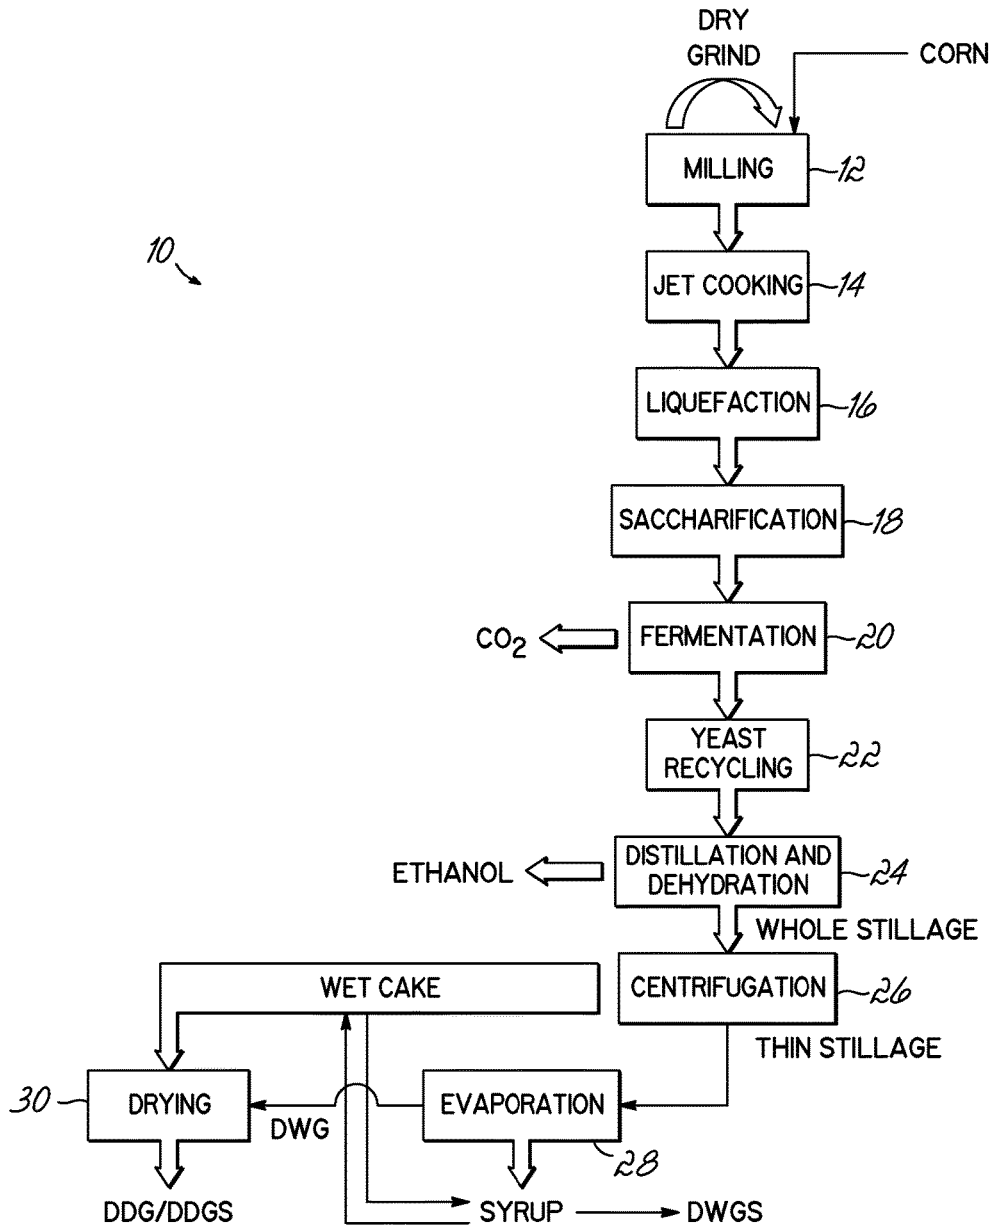 DRY
GRIND
CORN
MILLING
12
10
JET COOKING
14
LIQUEFACTION
16
SACCHARIFICATION
18
CO2
FERMENTATION
20
YEAST
RECYCLING
22
ETHANOL
DISTILLATION AND
DEHYDRATION
24
WHOLE STILLAGE
WET CAKE
CENTRIFUGATION
26
THIN STILLAGE
30
DRYING
DWG
EVAPORATION
28
DDG/DDGS
SYRUP
DWGS